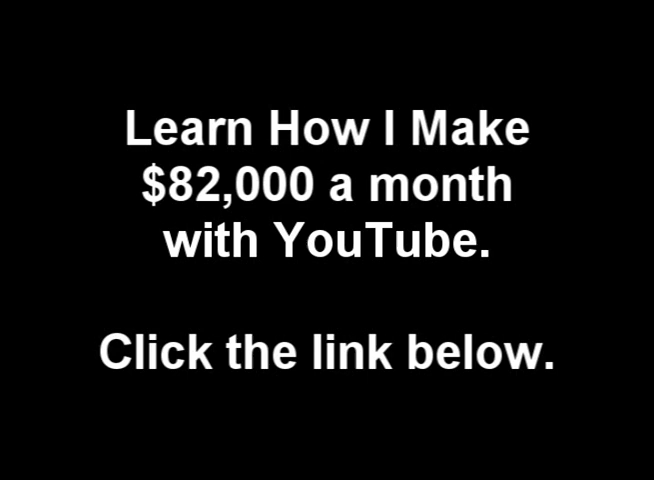 Learn How I Make
$82,000 a month
with YouTube.
Click the link below.